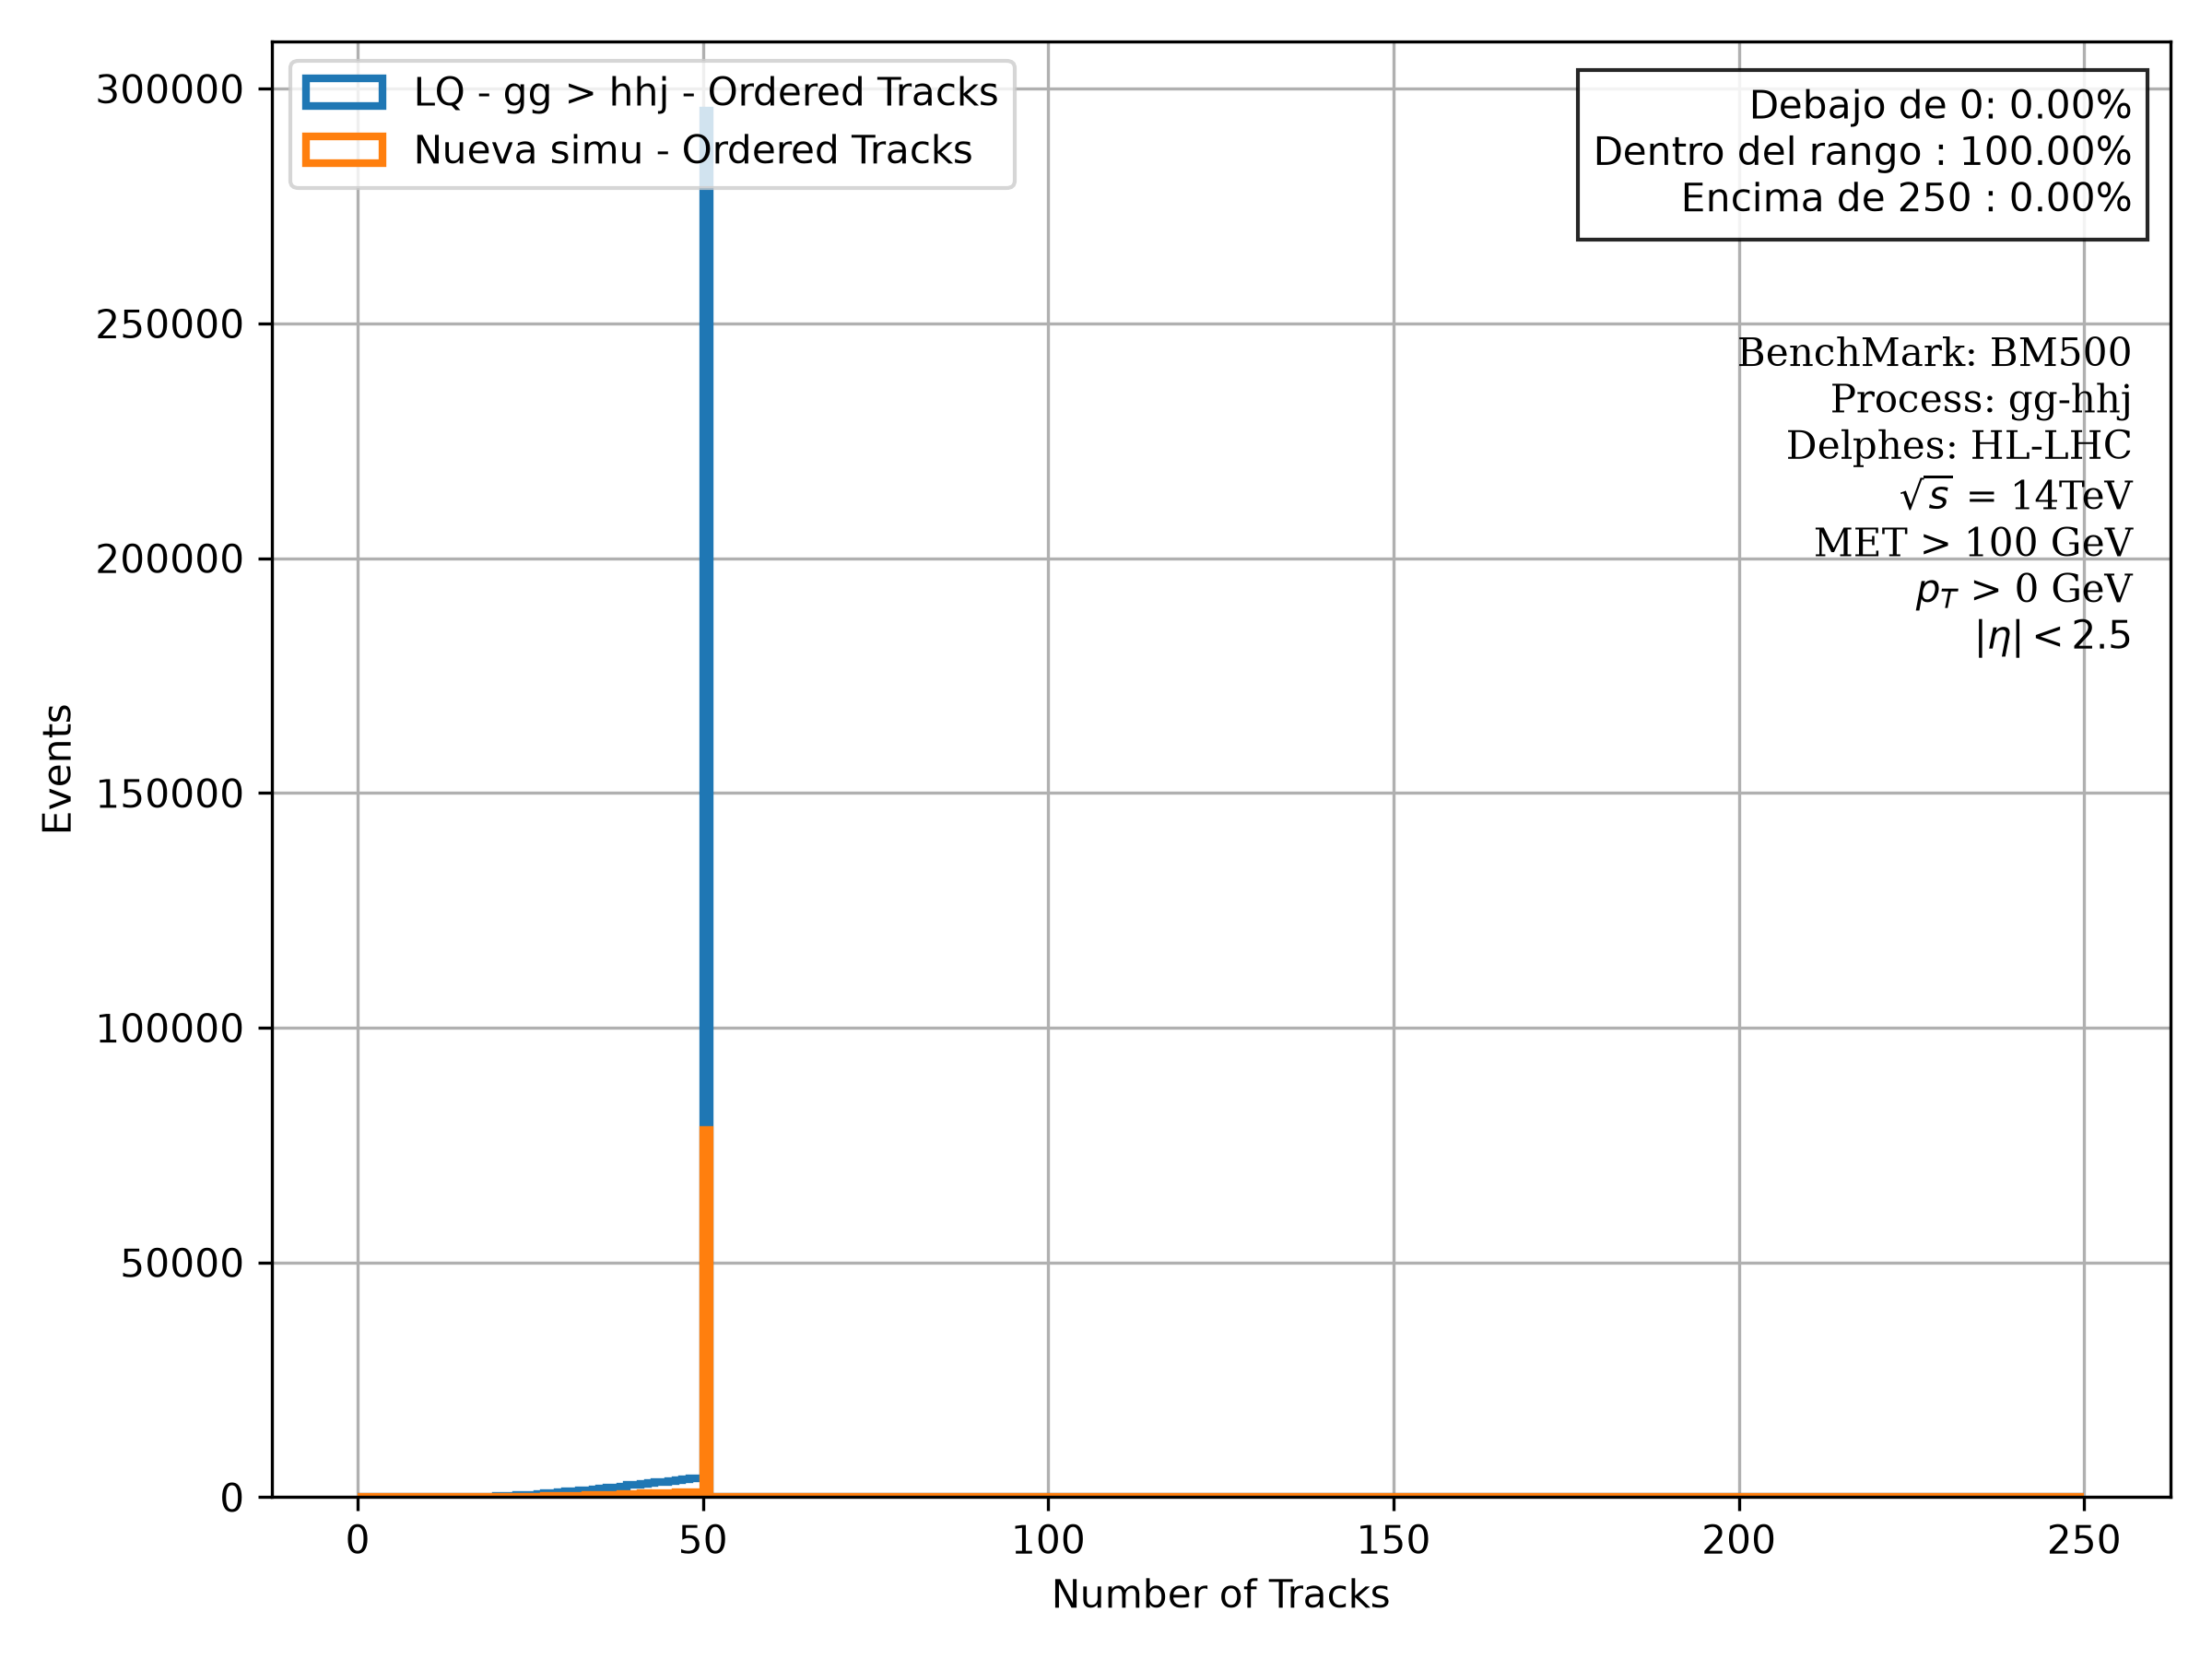 LQ - gg > hhj - Ordered Tracks
Nueva simu - Ordered Tracks
Debajo de 0: 0.00%
Dentro del rango : 100.00%
Encima de 250 : 0.00%
BenchMark: BM500
Process: gg-hhj
Delphes: HL-LHC
√s = 14TeV
MET > 100 GeV
p_T > 0 GeV
|η| < 2.5
300000
250000
200000
150000
100000
50000
0
Events
0 50 100 150 200 250
Number of Tracks